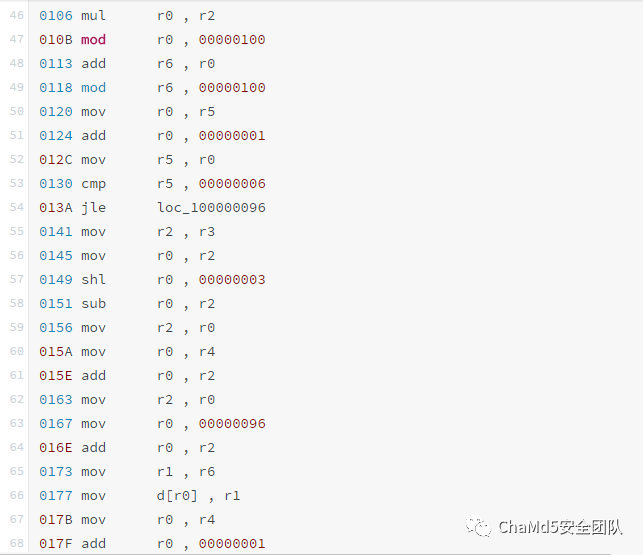 46 0106 mul r0 , r2
47 010B mod r0 , 00000100
48 0113 add r6 , r0
49 0118 mod r6 , 00000100
50 0120 mov r0 , r5
51 0124 add r0 , 00000001
52 012C mov r5 , r0
53 0130 cmp r5 , 00000006
54 013A jle loc_100000096
55 0141 mov r2 , r3
56 0145 mov r0 , r2
57 0149 shl r0 , 00000003
58 0151 sub r0 , r2
59 0156 mov r2 , r0
60 015A mov r0 , r4
61 015E add r0 , r2
62 0163 mov r2 , r0
63 0167 mov r0 , 00000096
64 016E add r0 , r2
65 0173 mov r1 , r6
66 0177 mov d[r0] , r1
67 017B mov r0 , r4
68 017F add r0 , 00000001
ChaMd5安全团队